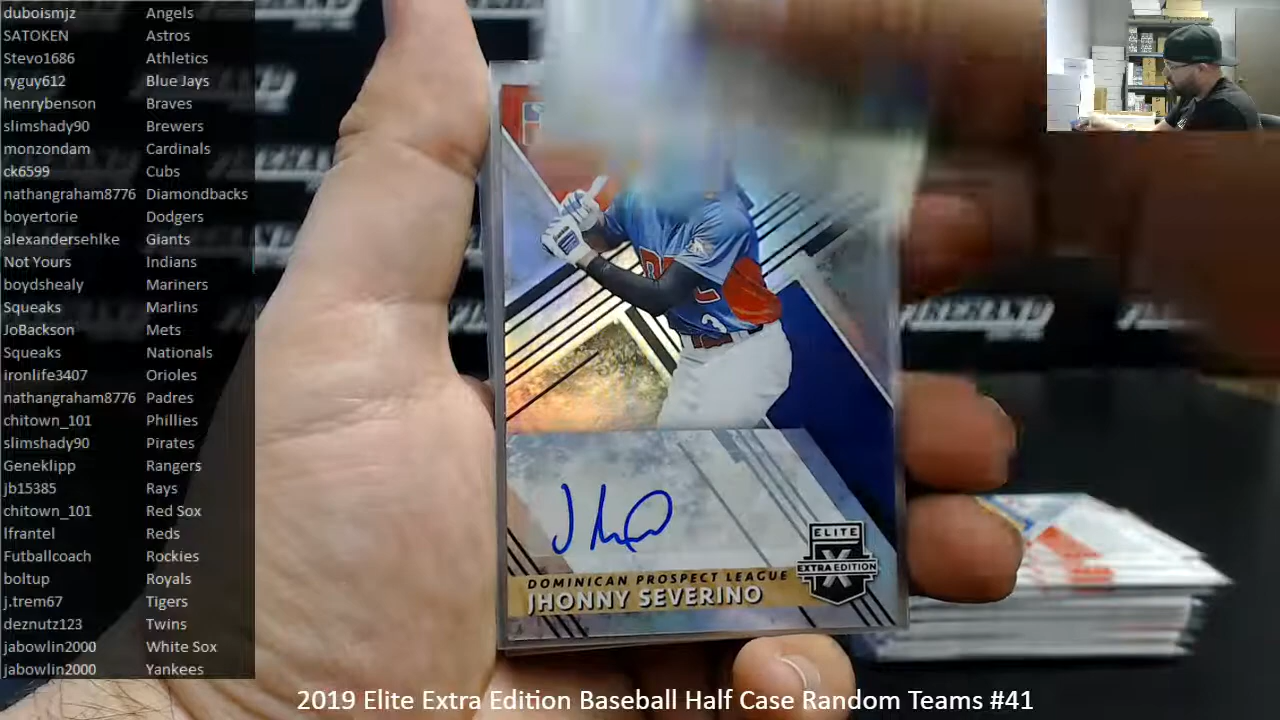 duboismjz Angels
SATOKEN Astros
Stevo1686 Athletics
ryguy612 Blue Jays
henrybenson Braves
slimshady90 Brewers
monzondam Cardinals
ck6599 Cubs
nathangraham8776 Diamondbacks
boyertorie Dodgers
alexandersehlke Giants
Not Yours Indians
boydshealy Mariners
Squeaks Marlins
JoBackson Mets
Squeaks Nationals
ironlife3407 Orioles
nathangraham8776 Padres
chitown_101 Phillies
slimshady90 Pirates
Geneklipp Rangers
Jb15385 Rays
chitown_101 Red Sox
lfrantel Reds
Futballcoach Rockies
boltup Royals
j.trem67 Tigers
deznutz123 Twins
jabowlin2000 White Sox
jabowlin2000 Yankees
3
ELITE
X
EXTRA EDITION
DOMINICAN PROSPECT LEAGUE
JHONNY SEVERINO
2019 Elite Extra Edition Baseball Half Case Random Teams #41